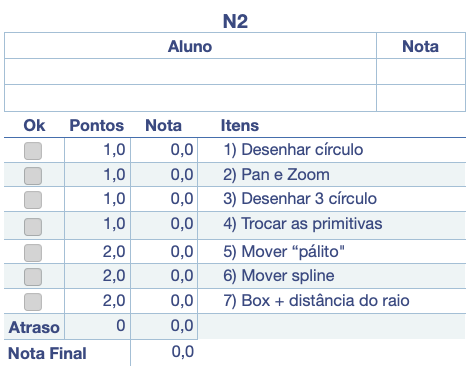 N2
Aluno Nota
Ok Pontos Nota Itens
1,0 0,0 1) Desenhar círculo
1,0 0,0 2) Pan e Zoom
1,0 0,0 3) Desenhar 3 círculo
1,0 0,0 4) Trocar as primitivas
2,0 0,0 5) Mover “pálito"
2,0 0,0 6) Mover spline
2,0 0,0 7) Box + distância do raio
Atraso 0 0,0
Nota Final 0,0